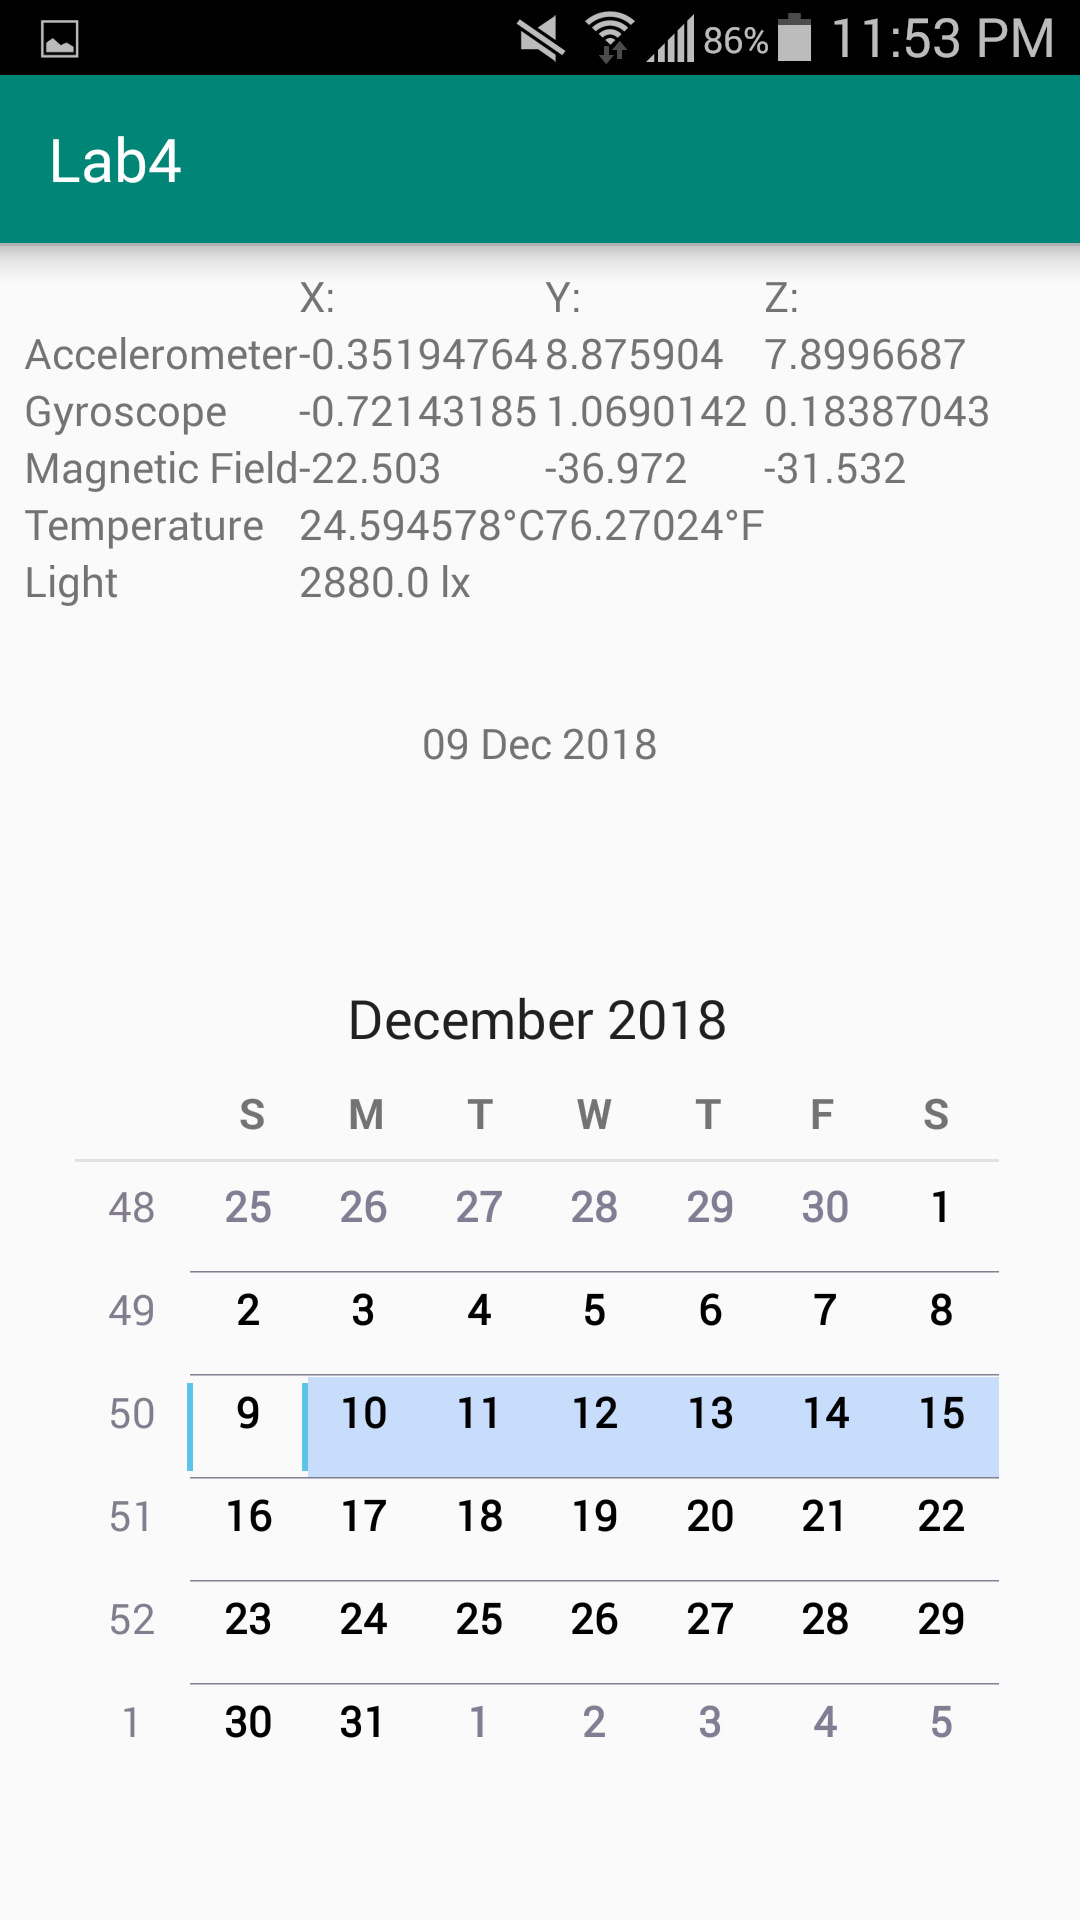 86% 11:53 PM
Lab4
X: Y: Z:
Accelerometer -0.35194764 8.875904 7.8996687
Gyroscope -0.72143185 1.0690142 0.18387043
Magnetic Field -22.503 -36.972 -31.532
Temperature 24.594578°C 76.27024°F
Light 2880.0 lx
09 Dec 2018
December 2018
S M T W T F S
48 25 26 27 28 29 30 1
49 2 3 4 5 6 7 8
50 9 10 11 12 13 14 15
51 16 17 18 19 20 21 22
52 23 24 25 26 27 28 29
1 30 31 1 2 3 4 5